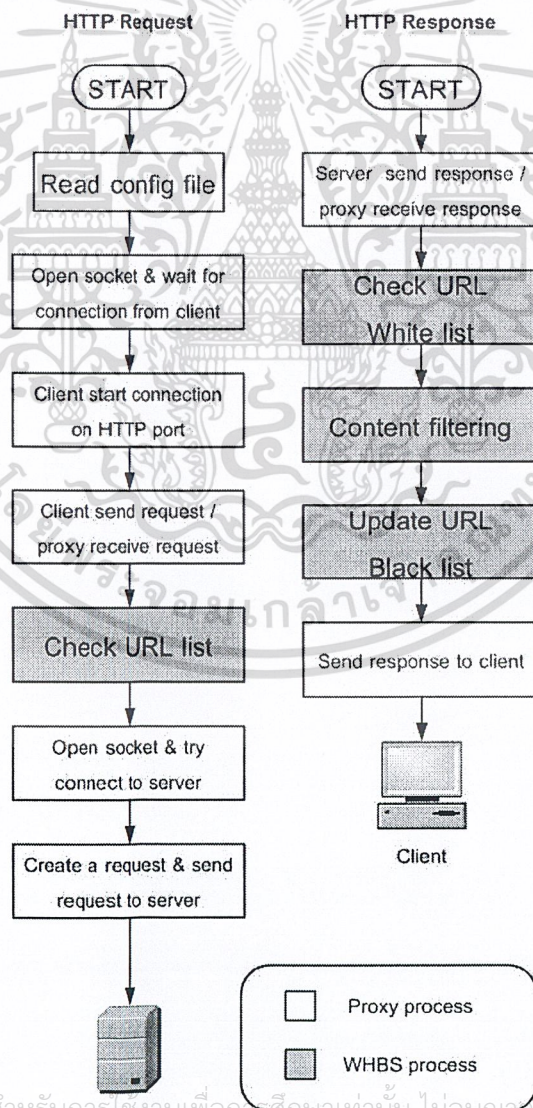 HTTP Request
START
Read config file
Open socket & wait for
connection from client
Client start connection
on HTTP port
Client send request /
proxy receive request
Check URL list
Open socket & try
connect to server
Create a request & send
request to server
HTTP Response
START
Server send response /
proxy receive response
Check URL
White list
Content filtering
Update URL
Black list
Send response to client
Client
Proxy process
WHBS process